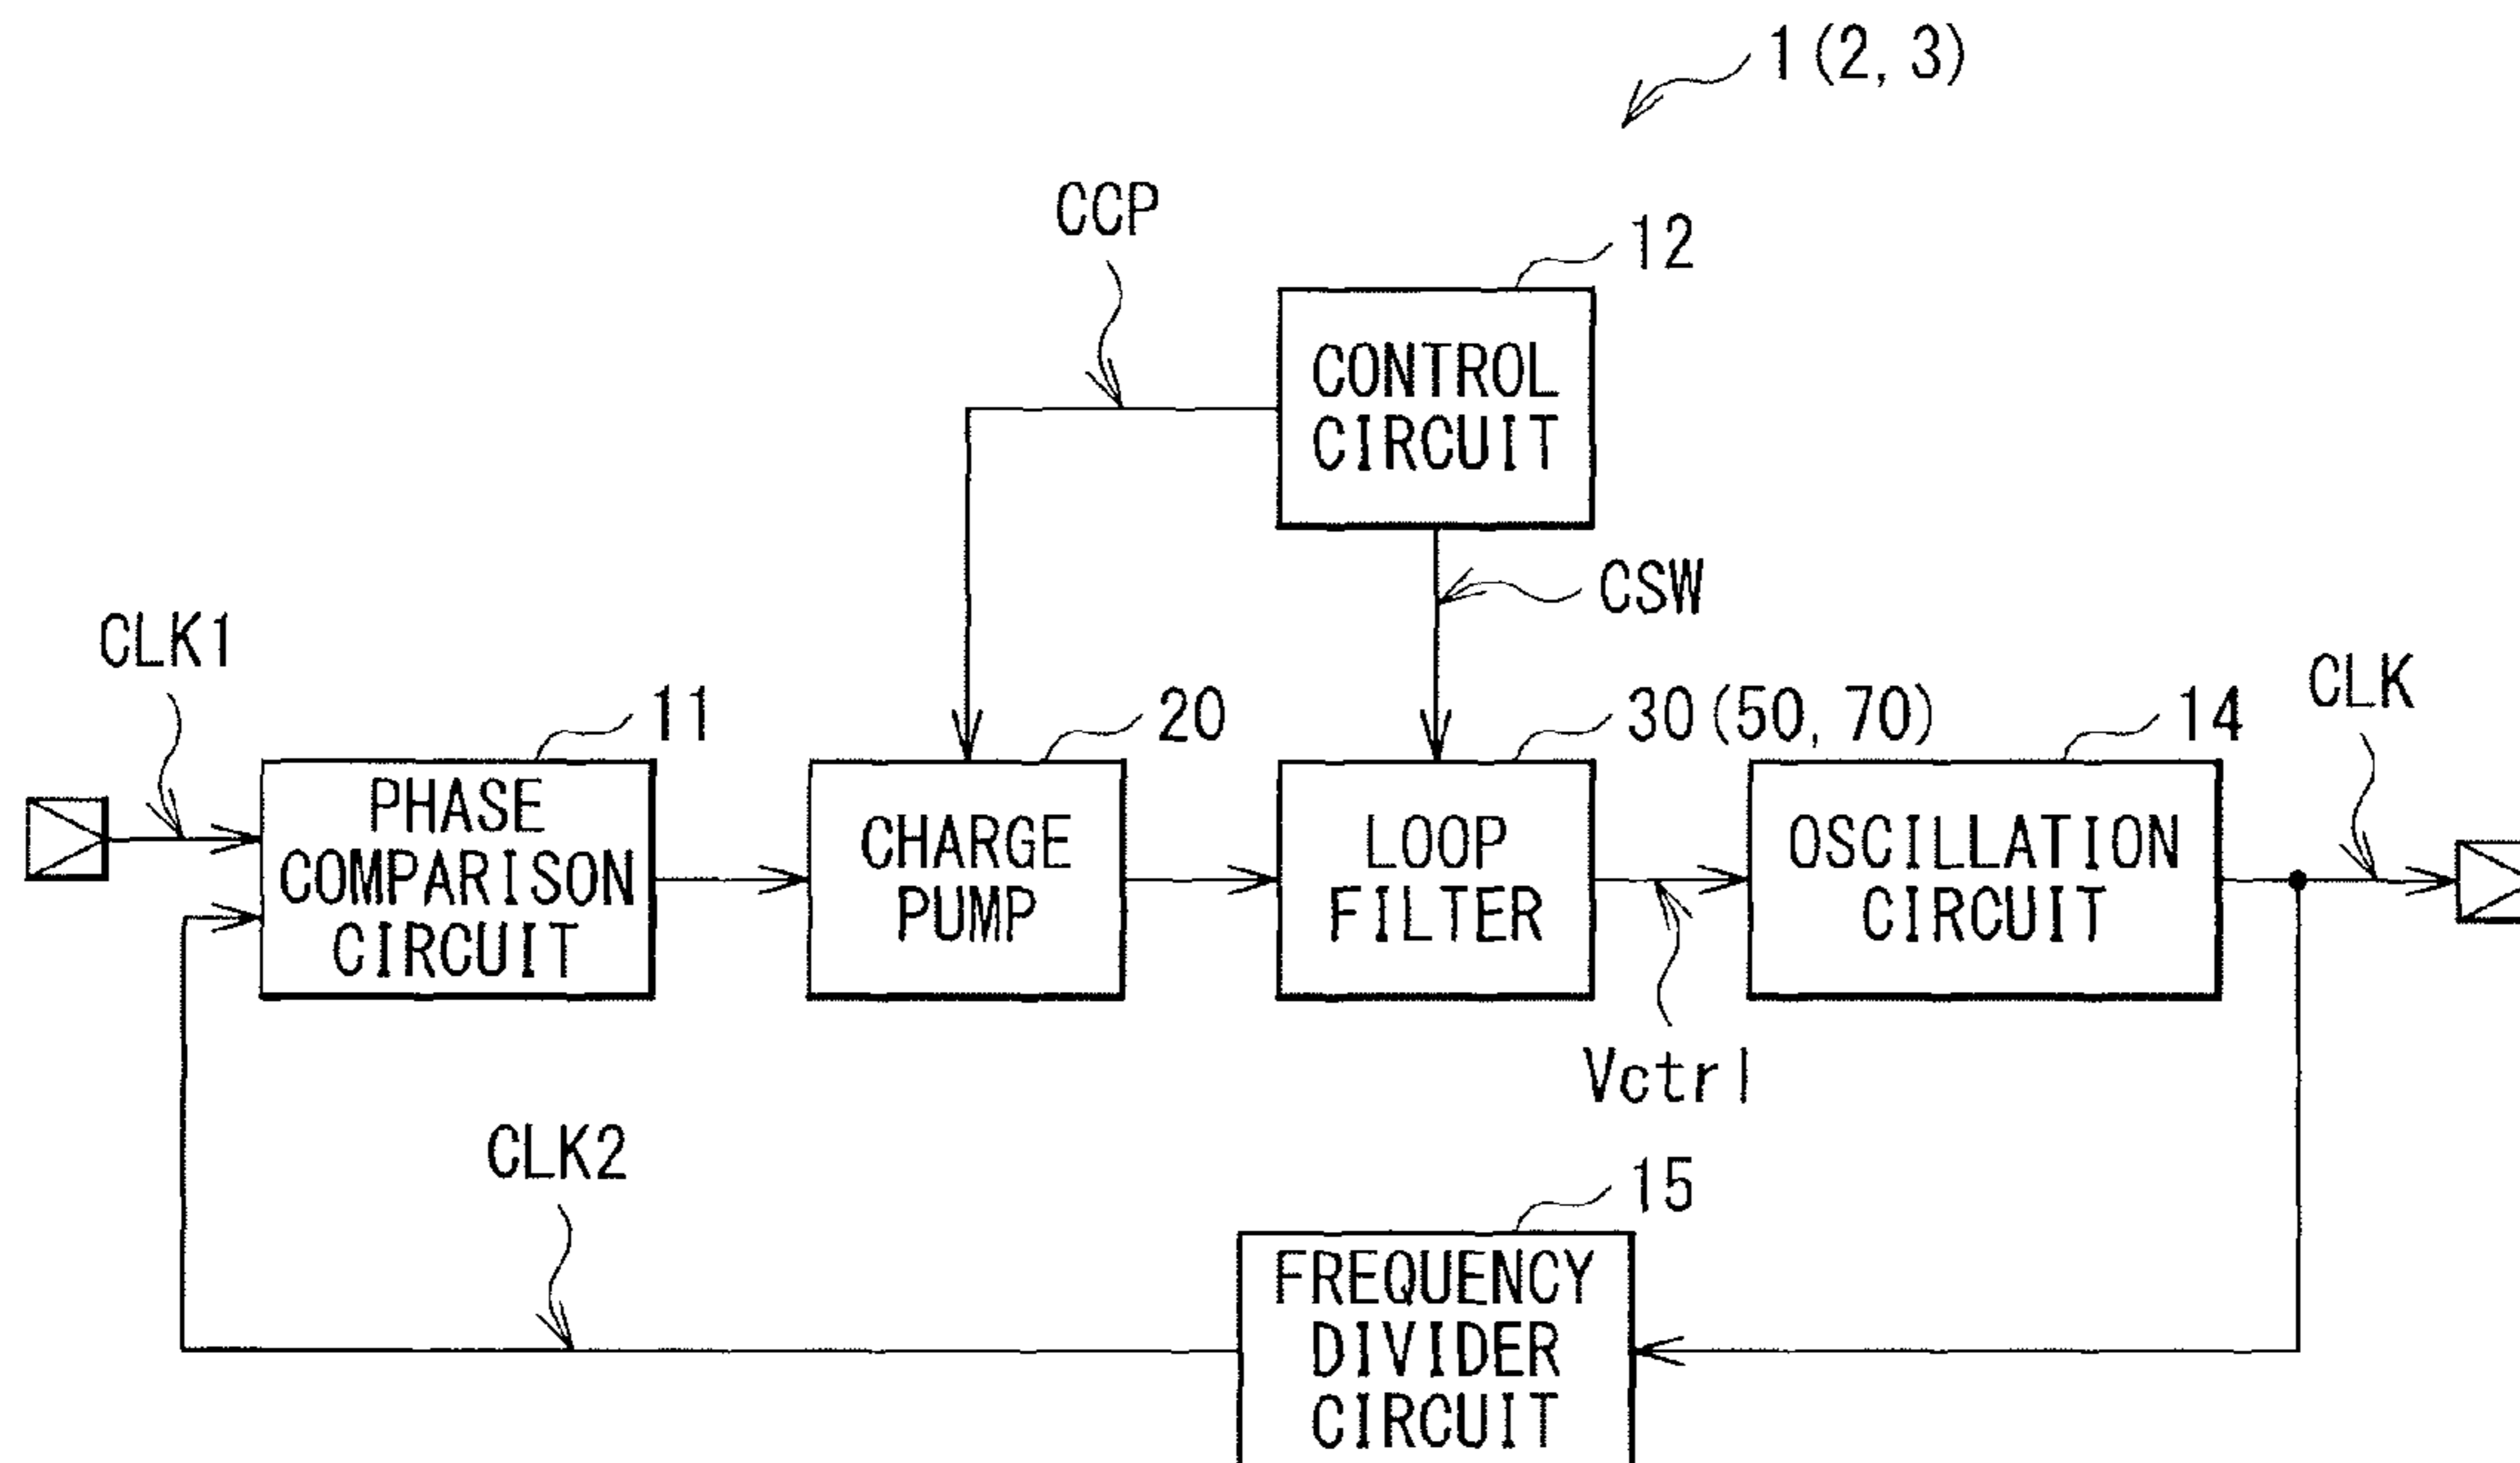 1(2, 3)
CCP
12
CONTROL
CIRCUIT
CSW
CLK1
11
20
30(50, 70)
14
CLK
PHASE
COMPARISON
CIRCUIT
CHARGE
PUMP
LOOP
FILTER
OSCILLATION
CIRCUIT
Vctrl
CLK2
15
FREQUENCY
DIVIDER
CIRCUIT